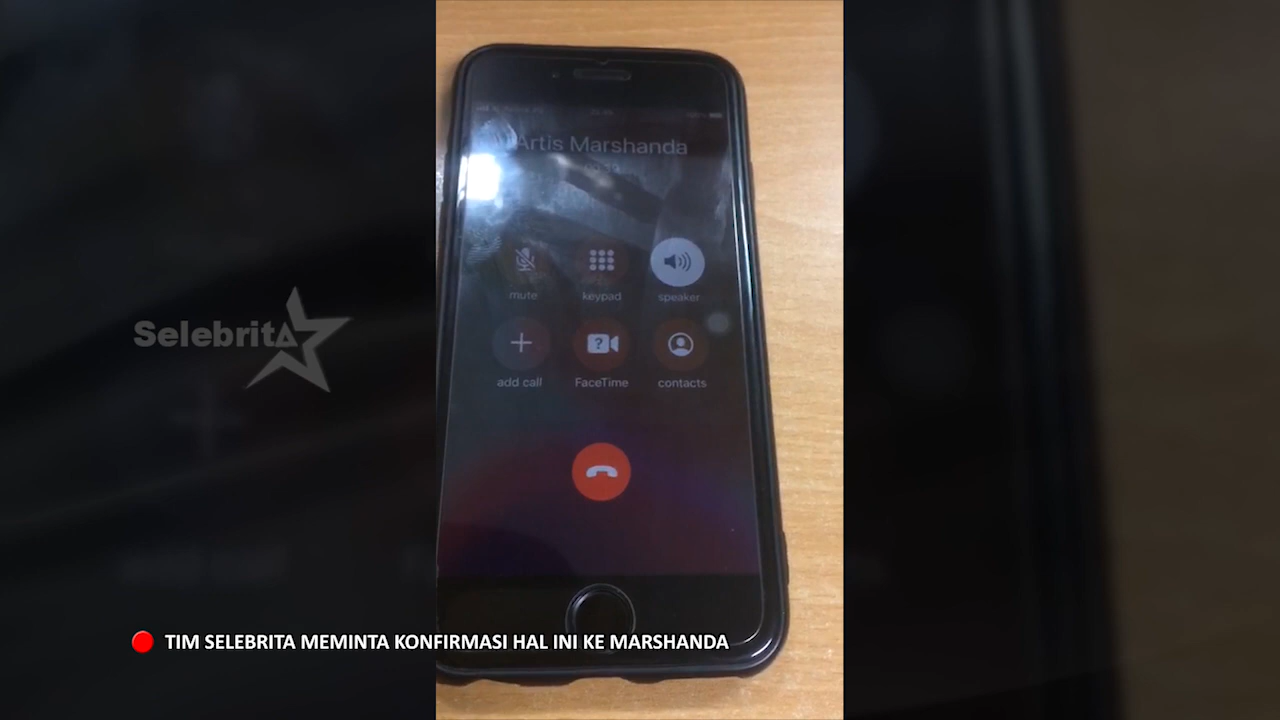 Artis Marshanda
mute
keypad
speaker
?
add call
FaceTime
contacts
SelebritA
TIM SELEBRITA MEMINTA KONFIRMASI HAL INI KE MARSHANDA